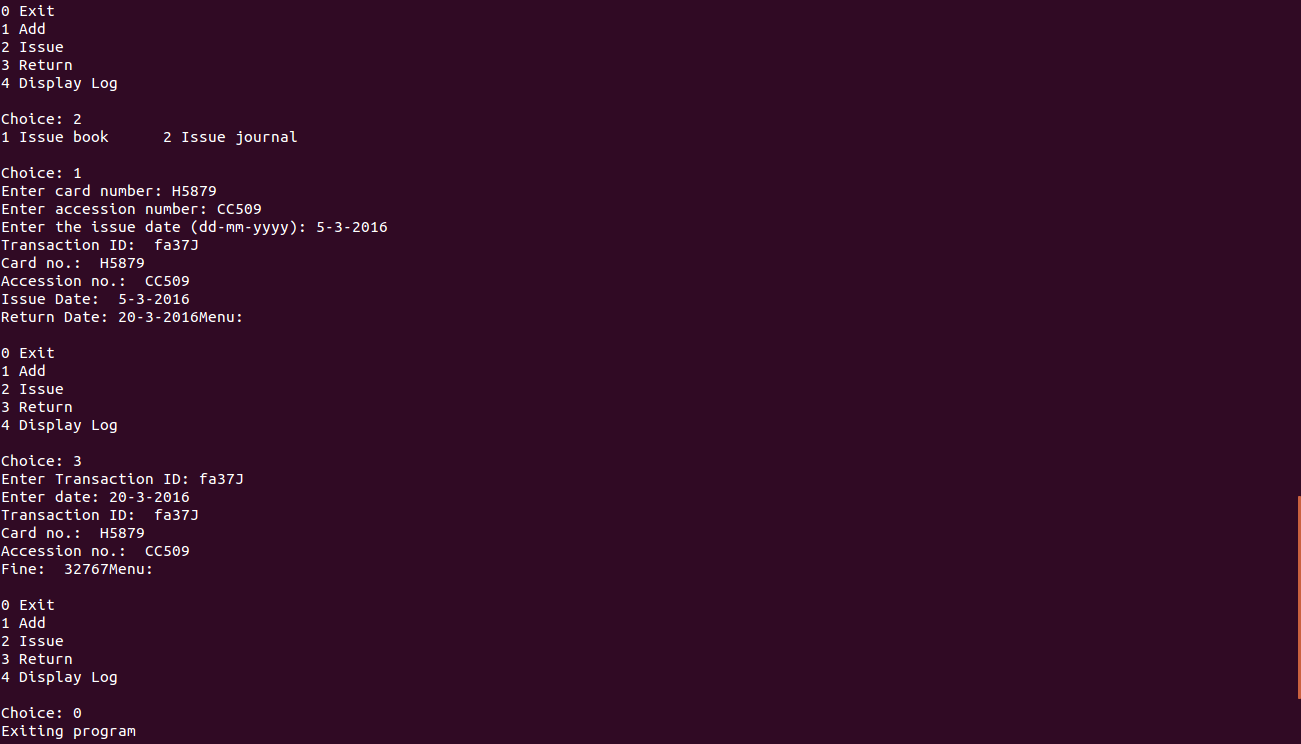 0 Exit
1 Add
2 Issue
3 Return
4 Display Log
Choice: 2
1 Issue book      2 Issue journal
Choice: 1
Enter card number: H5879
Enter accession number: CC509
Enter the issue date (dd-mm-yyyy): 5-3-2016
Transaction ID:  fa37J
Card no.:  H5879
Accession no.:  CC509
Issue Date:  5-3-2016
Return Date: 20-3-2016Menu:
0 Exit
1 Add
2 Issue
3 Return
4 Display Log
Choice: 3
Enter Transaction ID: fa37J
Enter date: 20-3-2016
Transaction ID:  fa37J
Card no.:  H5879
Accession no.:  CC509
Fine:  32767Menu:
0 Exit
1 Add
2 Issue
3 Return
4 Display Log
Choice: 0
Exiting program